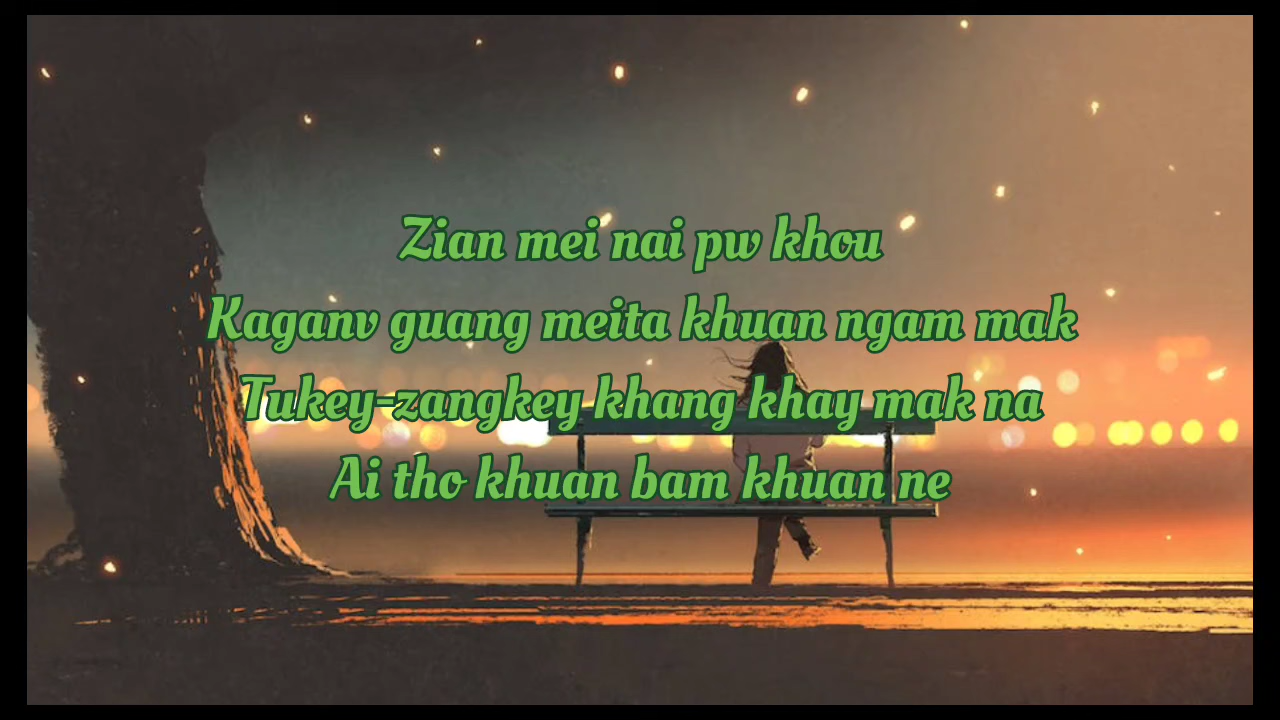 Zian mei nai pw khou
Kaganv guang meita khuan ngam mak
Tukey-zangkey khang khay mak na
Ai tho khuan bam khuan ne